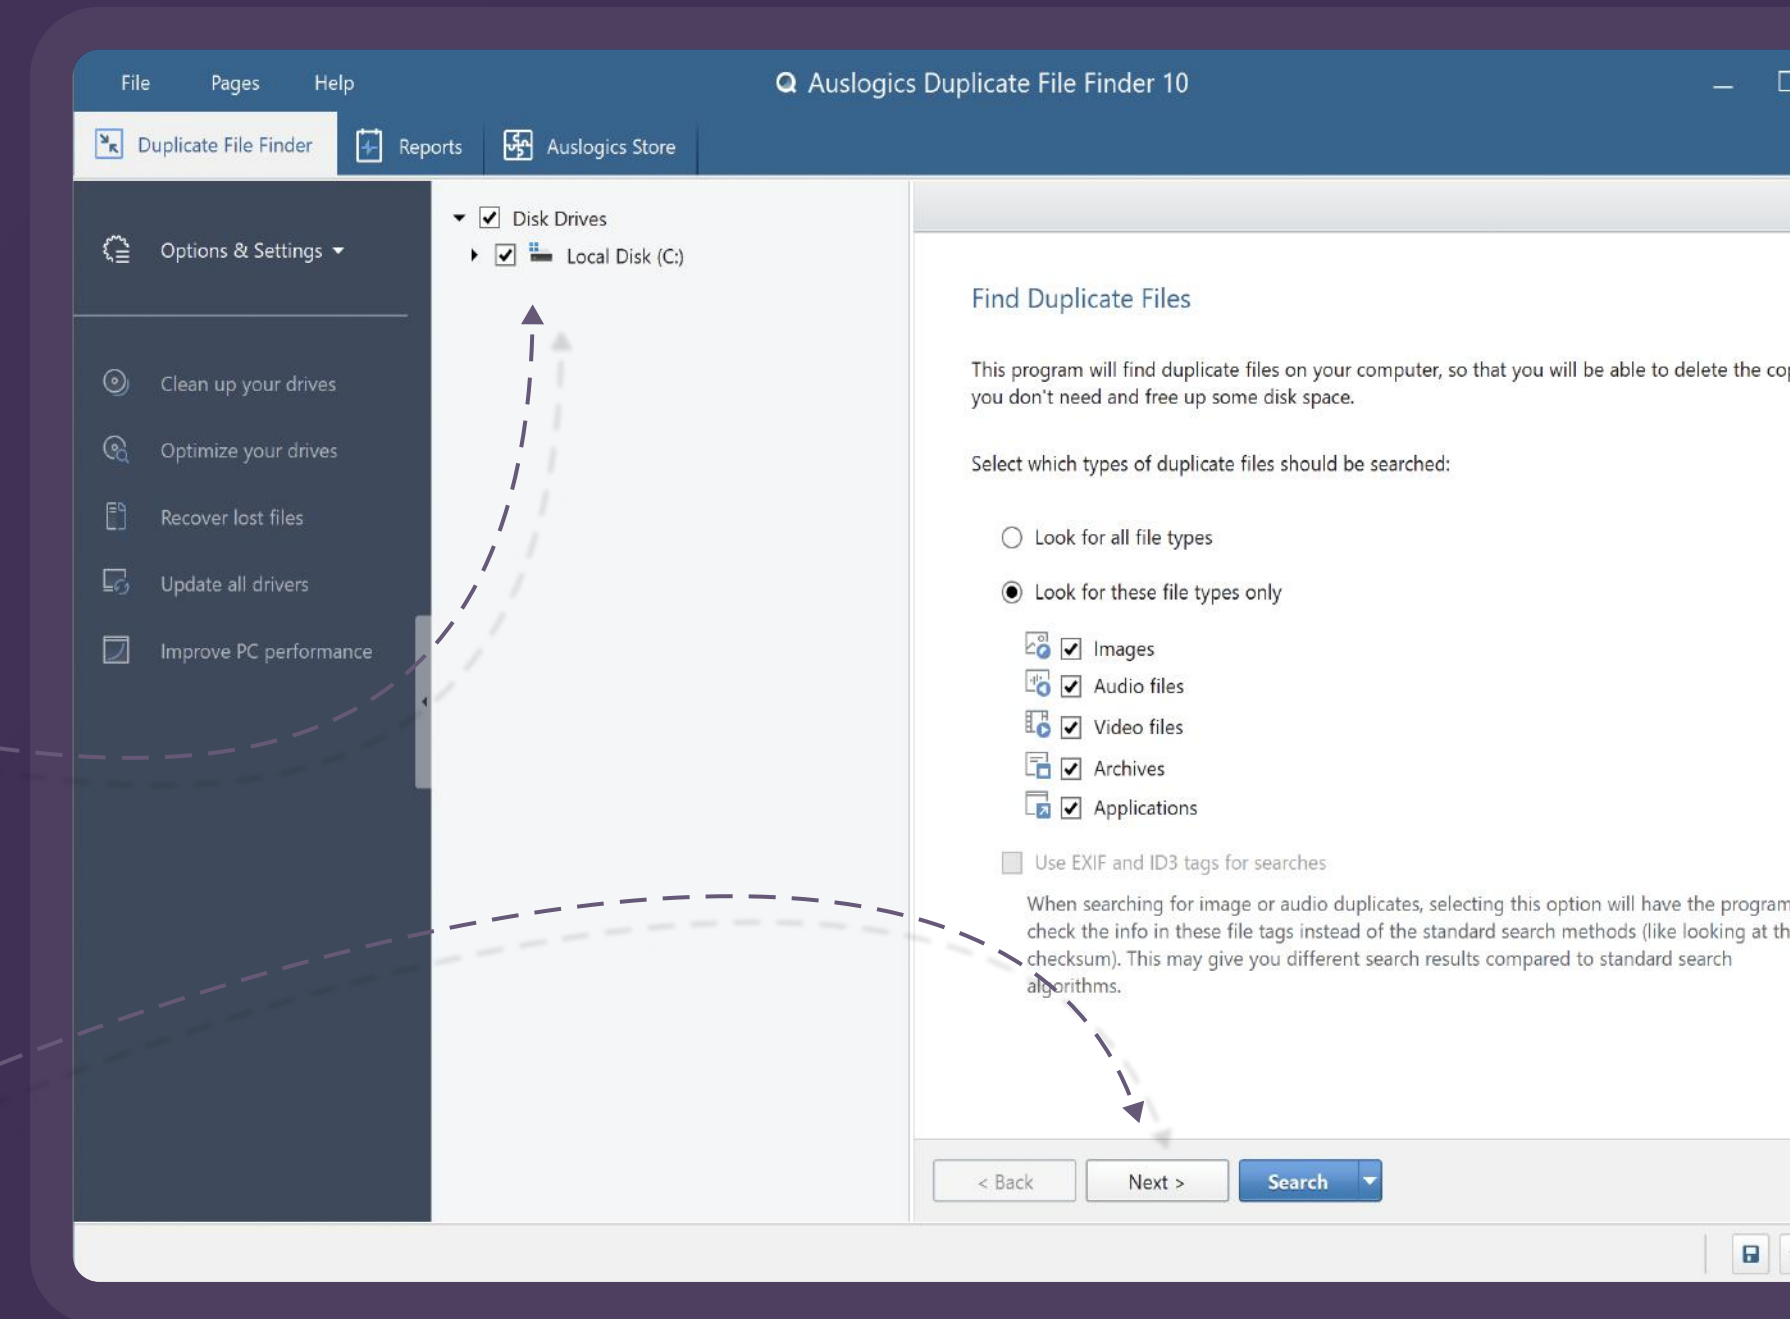 File Pages Help
Auslogics Duplicate File Finder 10
Duplicate File Finder Reports Auslogics Store
Options & Settings
Clean up your drives
Optimize your drives
Recover lost files
Update all drivers
Improve PC performance
Disk Drives
Local Disk (C:)
Find Duplicate Files
This program will find duplicate files on your computer, so that you will be able to delete the
you don't need and free up some disk space.
Select which types of duplicate files should be searched:
Look for all file types
Look for these file types only
Images
Audio files
Video files
Archives
Applications
Use EXIF and ID3 tags for searches
When searching for image or audio duplicates, selecting this option will have the program
check the info in these file tags instead of the standard search methods (like looking at
checksum). This may give you different search results compared to standard search
algorithms.
< Back Next > Search